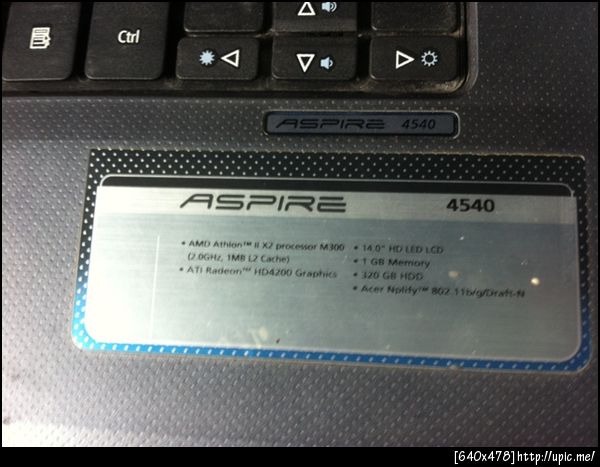 Ctrl
ASPIRE 4540
ASPIRE 4540
• AMD Athlon™ II X2 processor M300
(2.0GHz, 1MB L2 Cache)
• ATI Radeon™ HD4200 Graphics
• 14.0" HD LED LCD
• 1 GB Memory
• 320 GB HDD
• Acer Nplify™ 802.11b/g/Draft-N
[640x478]http://upic.me/